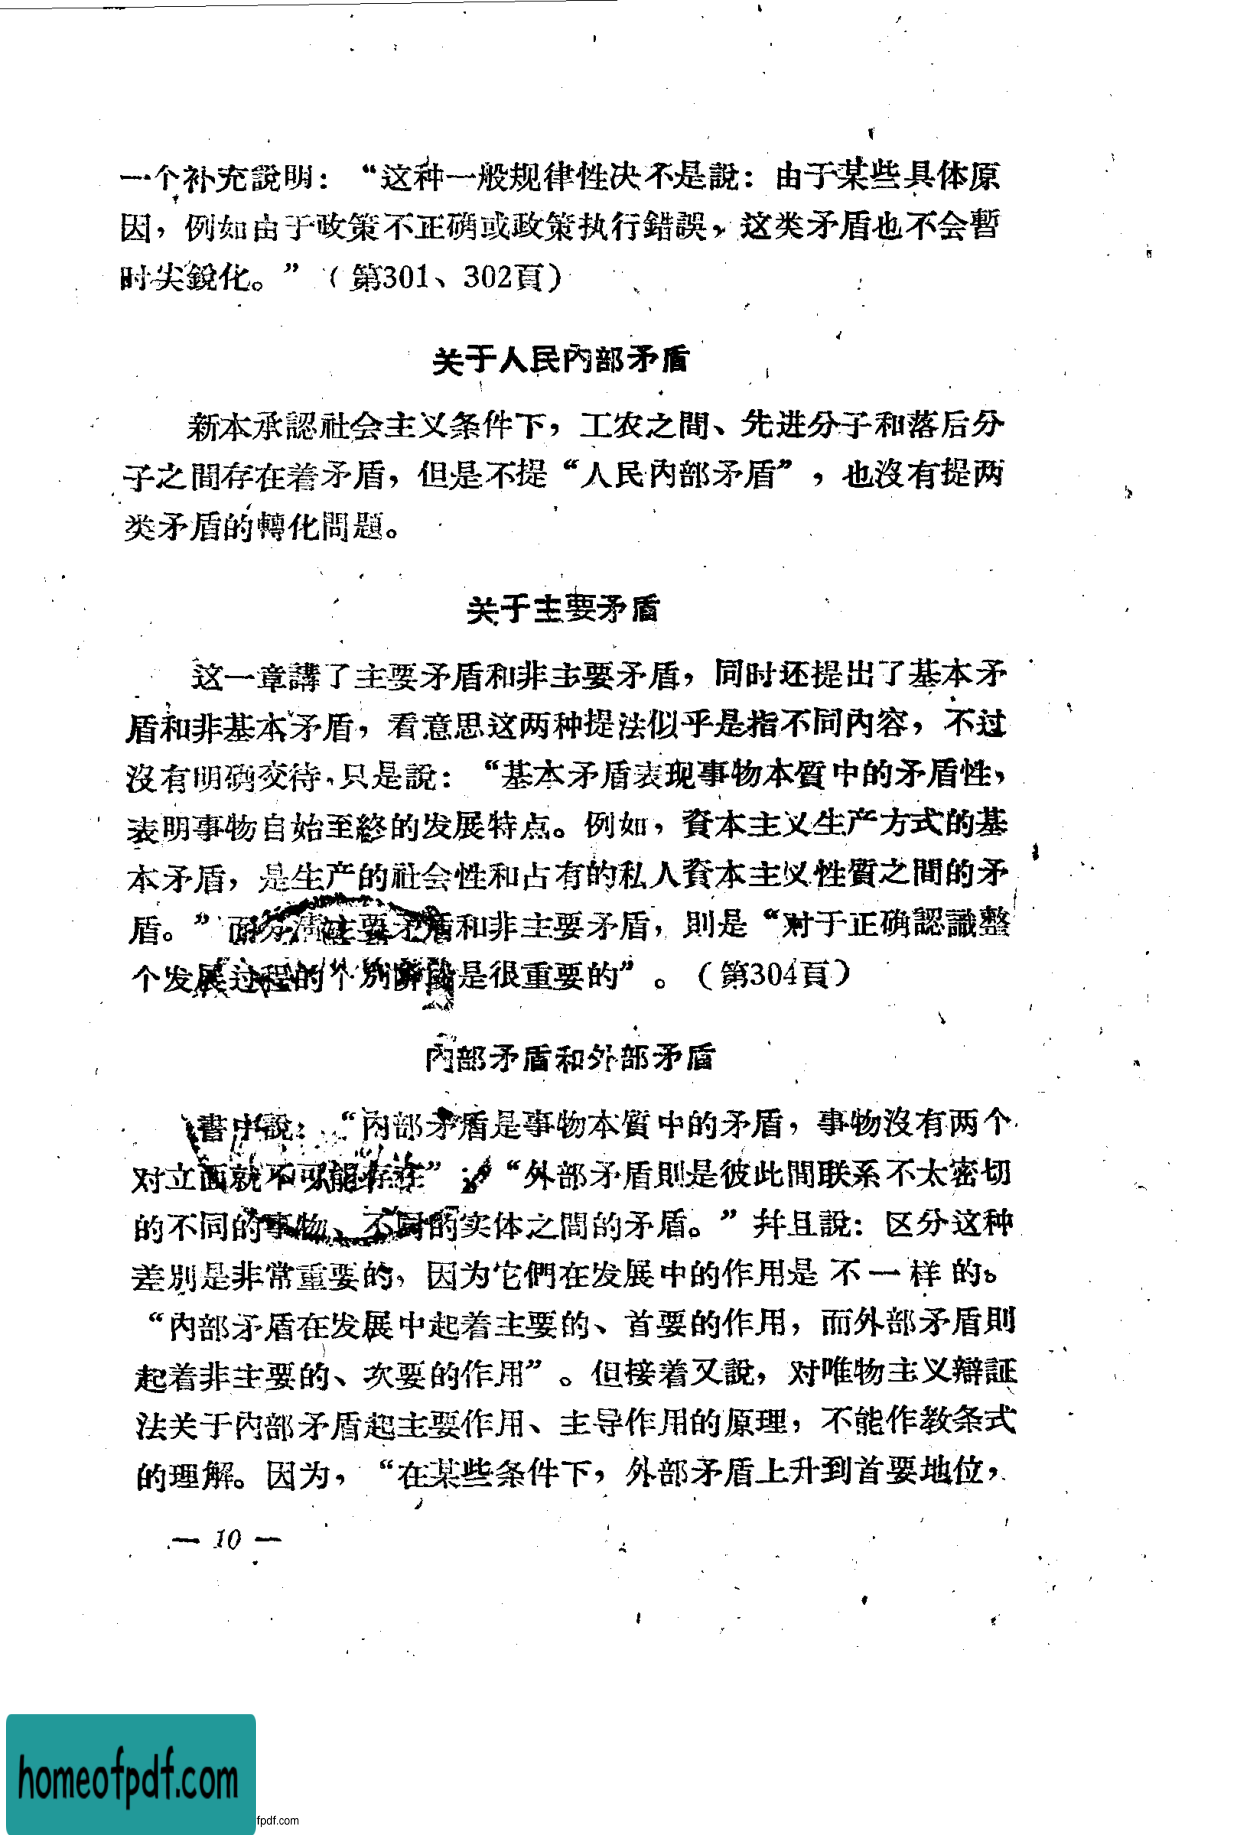 一个补充說明：“这种一般规律性决不是說：由于某些具体原
因，例如由于政策不正确或政策执行錯誤，这类矛盾也不会暫
时尖銳化。”（第301、302頁）
关于人民內部矛盾
新本承認社会主义条件下，工农之間、先进分子和落后分
子之間存在着矛盾，但是不提“人民內部矛盾”，也沒有提两
类矛盾的轉化問題。
关于主要矛盾
这一章講了主要矛盾和非主要矛盾，同时还提出了基本矛
盾和非基本矛盾，看意思这两种提法似乎是指不同內容，不过
沒有明确交待，只是說：“基本矛盾表现事物本質中的矛盾性，
表明事物自始至終的发展特点。例如，資本主义生产方式的基
本矛盾，是生产的社会性和占有的私人資本主义性質之間的矛
盾。”而分清主要矛盾和非主要矛盾，則是“对于正确認識整
个发展过程的个別阶段是很重要的”。（第304頁）
內部矛盾和外部矛盾
書中說：“內部矛盾是事物本質中的矛盾，事物沒有两个
对立面就不可能存在”；“外部矛盾則是彼此間联系不太密切
的不同的事物、不同的实体之間的矛盾。”幷且說：区分这种
差別是非常重要的，因为它們在发展中的作用是不一样的。
“內部矛盾在发展中起着主要的、首要的作用，而外部矛盾則
起着非主要的、次要的作用”。但接着又說，对唯物主义辯証
法关于內部矛盾起主要作用、主导作用的原理，不能作教条式
的理解。因为，“在某些条件下，外部矛盾上升到首要地位，
— 10 —
homeofpdf.com
fpdf.com